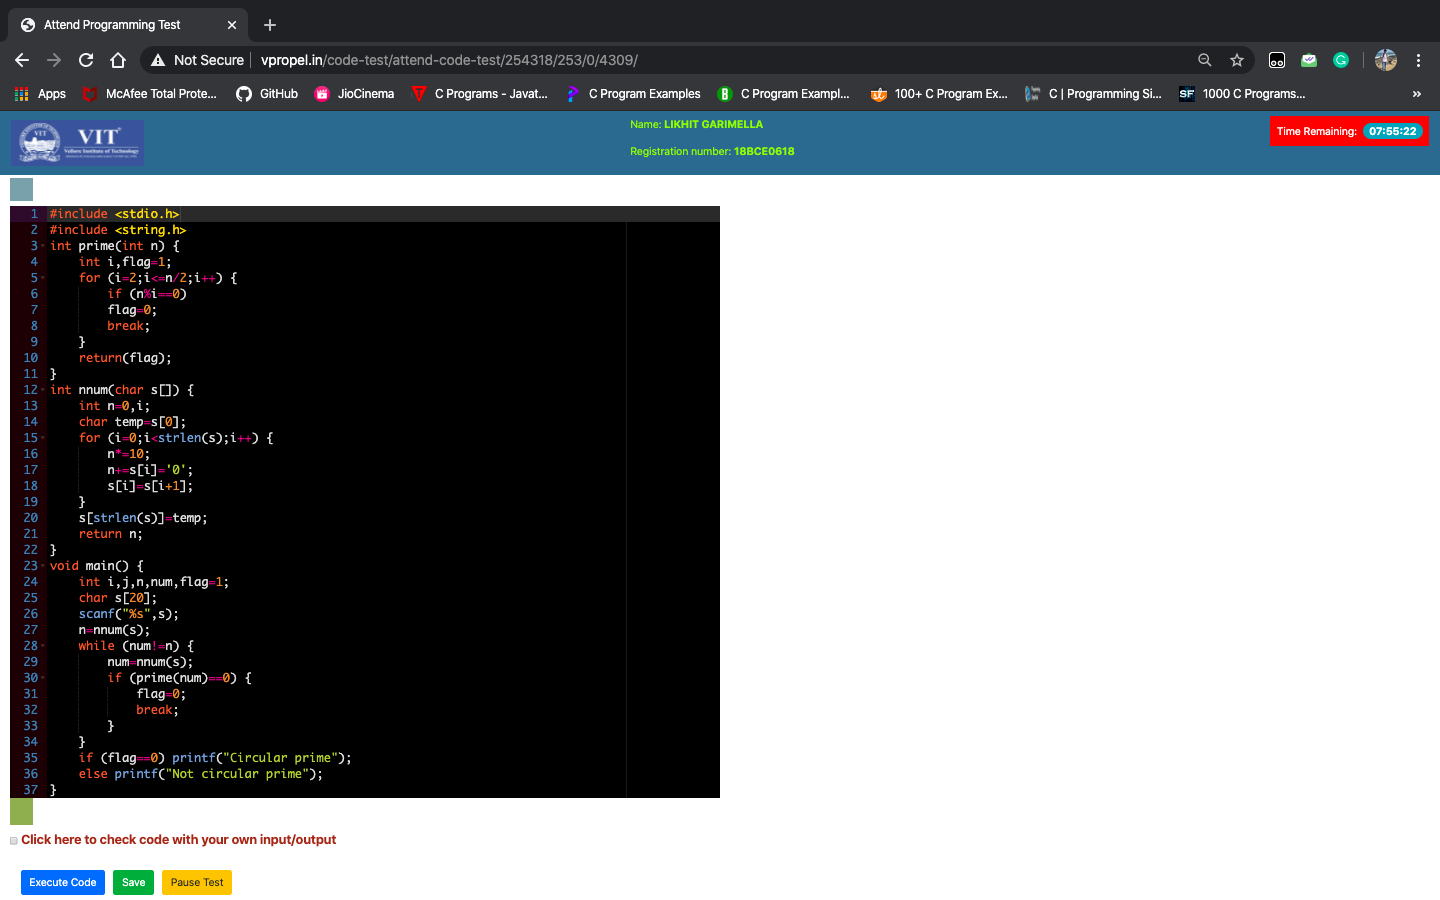 Attend Programming Test
Not Secure | vpropel.in/code-test/attend-code-test/254318/253/0/4309/
Apps McAfee Total Prote... GitHub JioCinema C Programs - Javat... C Program Examples C Program Exampl... 100+ C Program Ex... C | Programming Si... SF 1000 C Programs... »
VIT
VIT
Vellore Institute of Technology
Name: LIKHIT GARIMELLA
Registration number: 18BCE0618
Time Remaining: 07:55:22
1 #include <stdio.h>
2 #include <string.h>
3 int prime(int n) {
4 int i,flag=1;
5 for (i=2;i<=n/2;i++) {
6 if (n%i==0)
7 flag=0;
8 break;
9 }
10 return(flag);
11 }
12 int nnum(char s[]) {
13 int n=0,i;
14 char temp=s[0];
15 for (i=0;i<strlen(s);i++) {
16 n*=10;
17 n+=s[i]='0';
18 s[i]=s[i+1];
19 }
20 s[strlen(s)]=temp;
21 return n;
22 }
23 void main() {
24 int i,j,n,num,flag=1;
25 char s[20];
26 scanf("%s",s);
27 n=nnum(s);
28 while (num!=n) {
29 num=nnum(s);
30 if (prime(num)==0) {
31 flag=0;
32 break;
33 }
34 }
35 if (flag==0) printf("Circular prime");
36 else printf("Not circular prime");
37 }
Click here to check code with your own input/output
Execute Code Save Pause Test